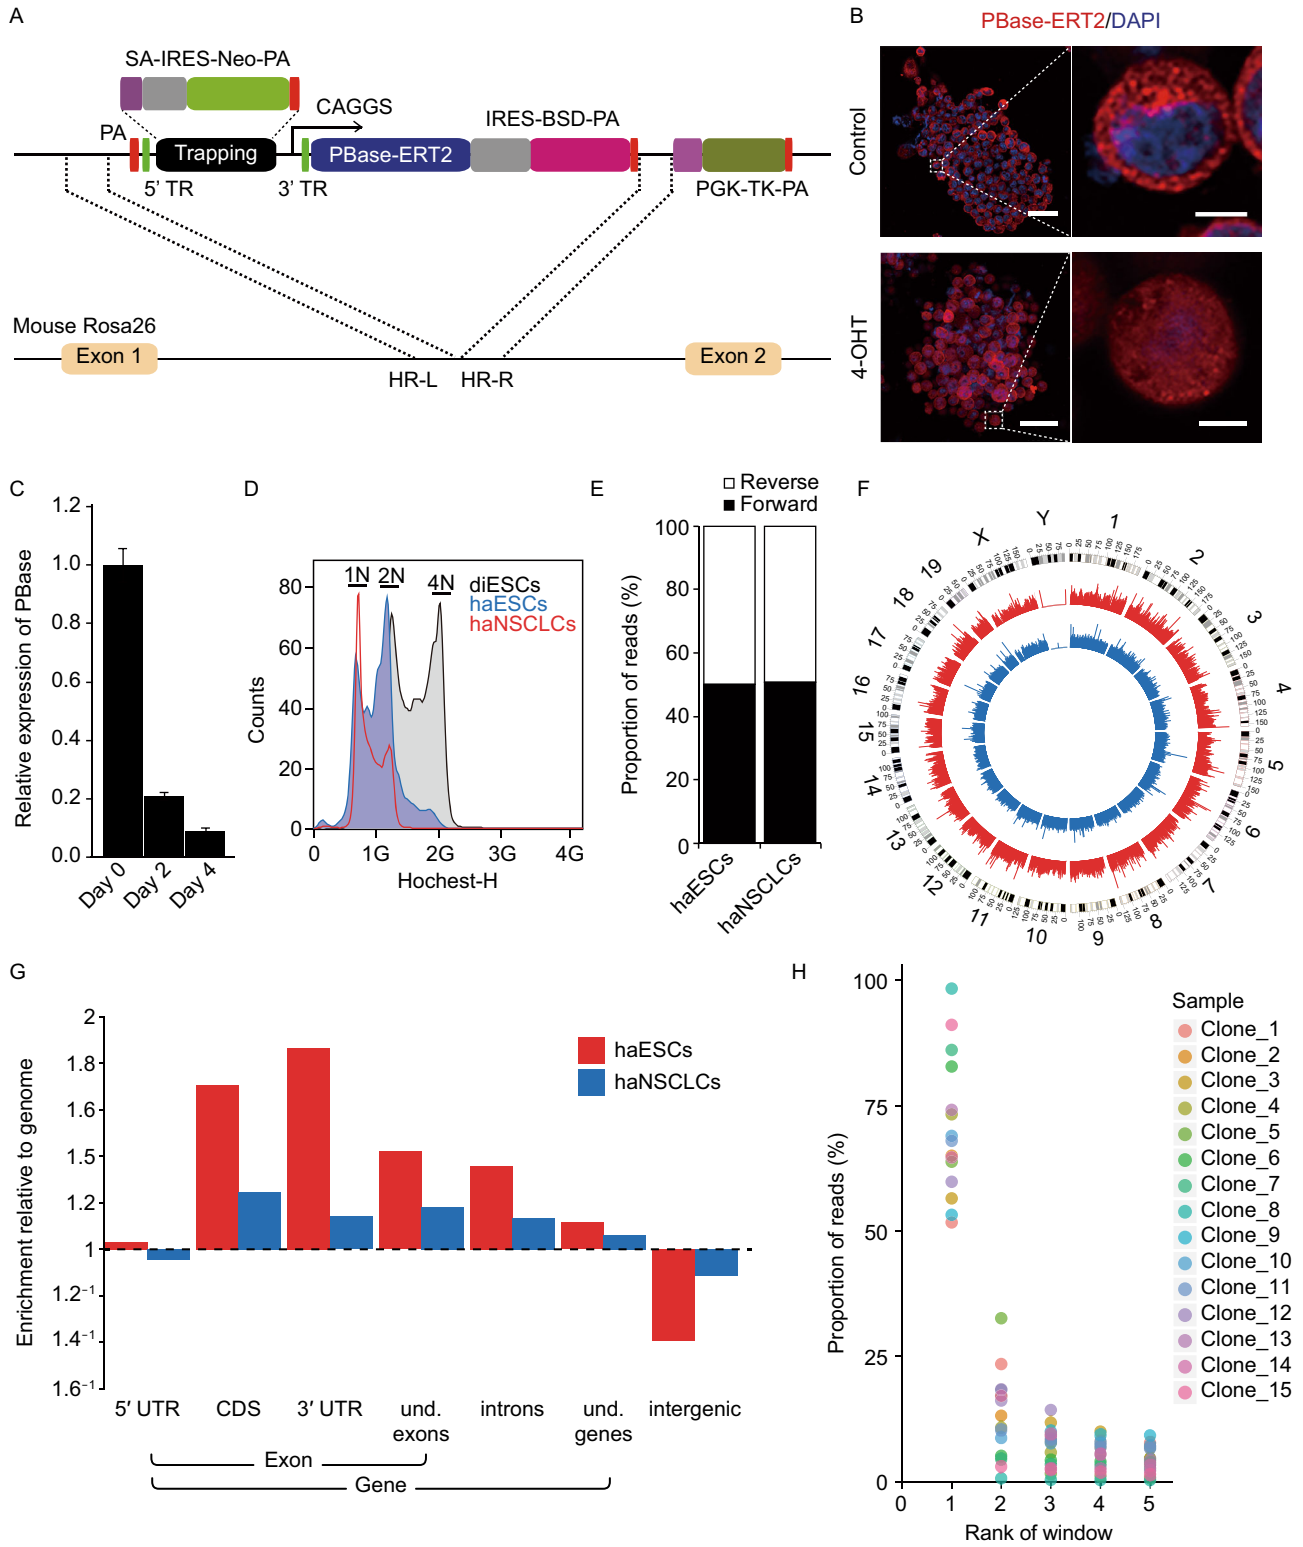 A
SA-IRES-Neo-PA
CAGGS
PA
IRES-BSD-PA
Trapping
PBase-ERT2
5′ TR
3′ TR
PGK-TK-PA
Mouse Rosa26
Exon 1
Exon 2
HR-L
HR-R
B
PBase-ERT2/DAPI
Control
4-OHT
C
Relative expression of PBase
1.2
1.0
0.8
0.6
0.4
0.2
0.0
Day 0
Day 2
Day 4
D
Counts
80
60
40
20
0
1N
2N
4N
diESCs
haESCs
haNSCLCs
0
1G
2G
4G
Hochest-H
E
Reverse
Forward
Proportion of reads (%)
100
80
60
40
20
0
haESCs
haNSCLCs
F
1
2
3
4
5
6
7
8
9
10
11
12
13
14
15
16
17
18
19
X
Y
G
Enrichment relative to genome
2
1.8
1.6
1.5
1.2
1
1.2⁻¹
1.4⁻¹
1.6⁻¹
haESCs
haNSCLCs
5′ UTR
CDS
3′ UTR
und.
exons
introns
und.
genes
intergenic
Exon
Gene
H
Proportion of reads (%)
100
75
50
25
0
0
1
2
3
4
5
Rank of window
Sample
Clone_1
Clone_2
Clone_3
Clone_4
Clone_5
Clone_6
Clone_7
Clone_8
Clone_9
Clone_10
Clone_11
Clone_12
Clone_13
Clone_14
Clone_15